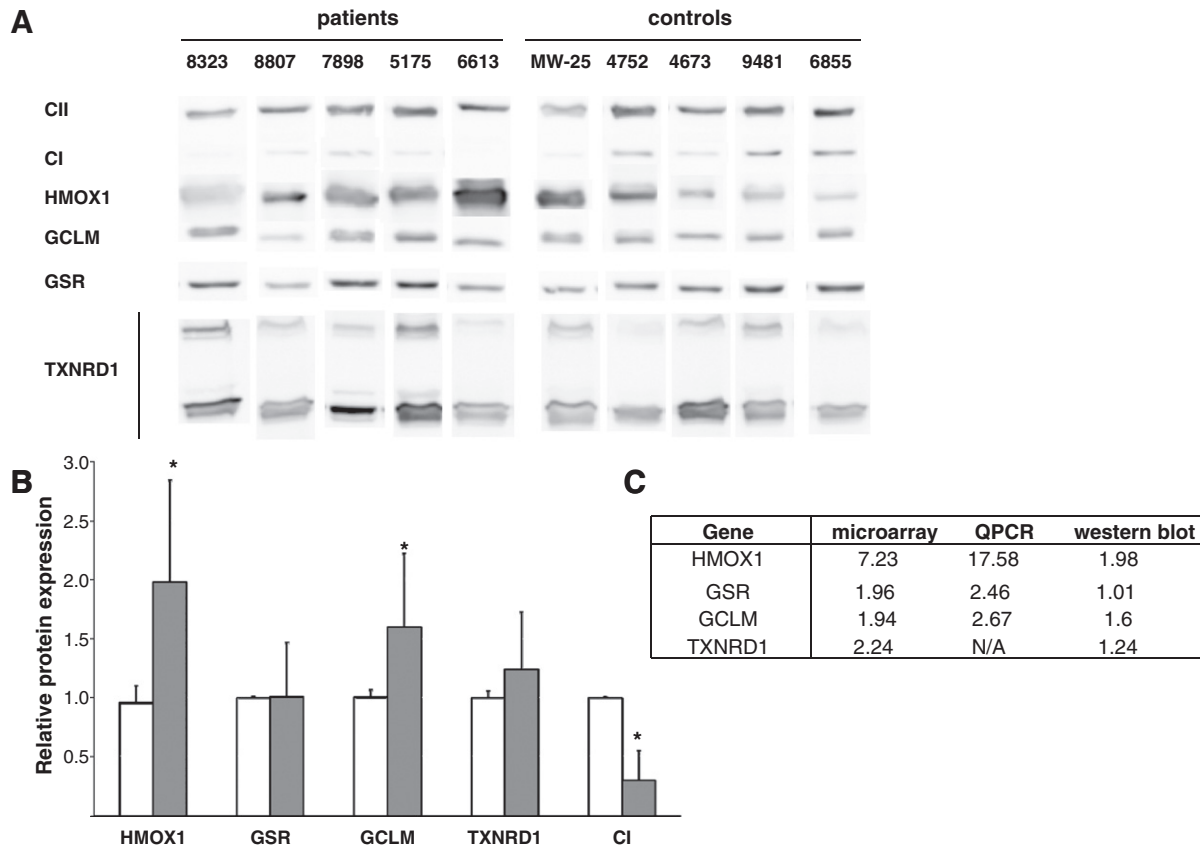 A
patients controls
8323 8807 7898 5175 6613 MW-25 4752 4673 9481 6855
CII
CI
HMOX1
GCLM
GSR
TXNRD1
B
Relative protein expression
3.0
2.5
2.0
1.5
1.0
0.5
* * *
HMOX1 GSR GCLM TXNRD1 CI
C
Gene microarray QPCR western blot
HMOX1 7.23 17.58 1.98
GSR 1.96 2.46 1.01
GCLM 1.94 2.67 1.6
TXNRD1 2.24 N/A 1.24